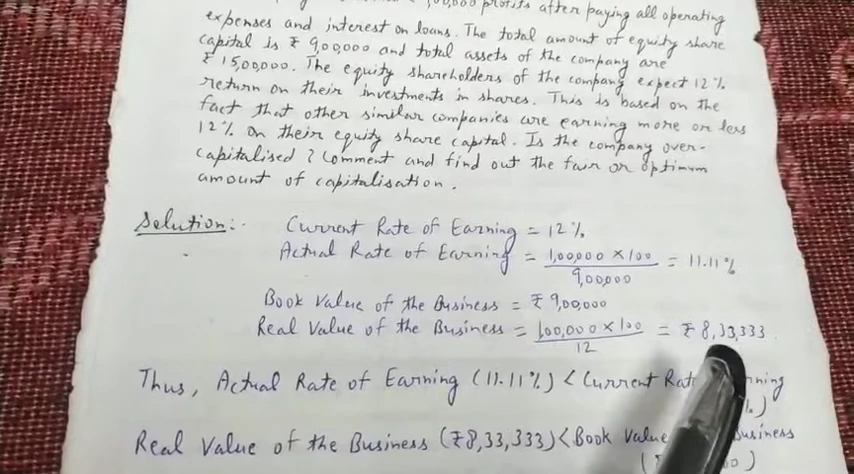 profits after paying all operating
expenses and interest on loans. The total amount of equity share
capital is ₹ 9,00,000 and total assets of the company are
₹ 15,00,000. The equity shareholders of the company expect 12%
return on their investments in shares. This is based on the
fact that other similar companies are earning more or less
12% on their equity share capital. Is the company over-
capitalised? Comment and find out the fair or optimum
amount of capitalisation.
Solution:- Current Rate of Earning = 12%
Actual Rate of Earning = 1,00,000 × 100 / 9,00,000 = 11.11%
Book Value of the Business = ₹ 9,00,000
Real Value of the Business = 1,00,000 × 100 / 12 = ₹ 8,33,333
Thus, Actual Rate of Earning (11.11%) < Current
Real Value of the Business (₹8,33,333) < Book Value